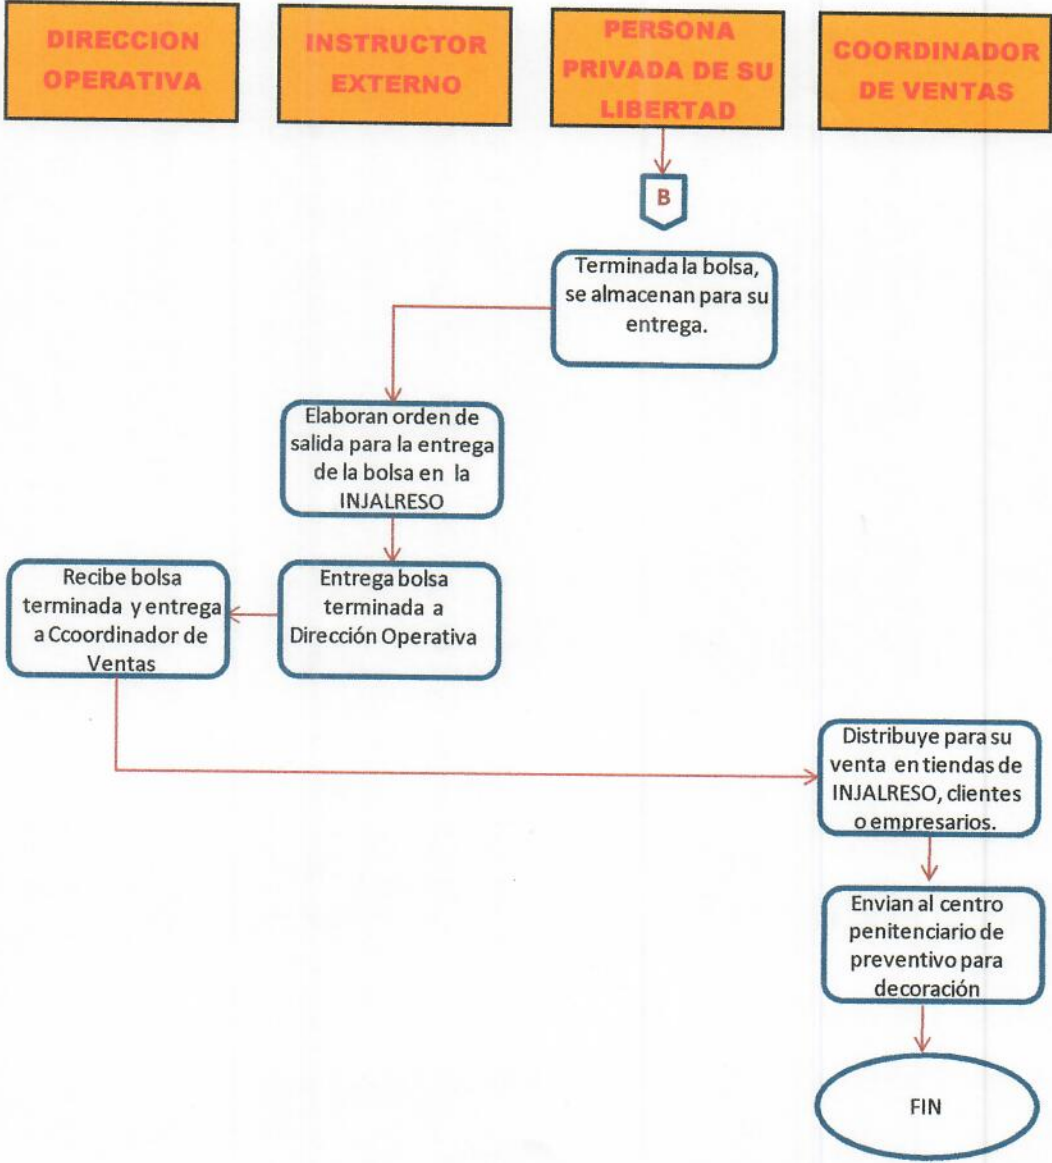 DIRECCION
OPERATIVA
INSTRUCTOR
EXTERNO
PERSONA
PRIVADA DE SU
LIBERTAD
COORDINADOR
DE VENTAS
B
Terminada la bolsa,
se almacenan para su
entrega.
Elaboran orden de
salida para la entrega
de la bolsa en la
INJALRESO
Entrega bolsa
terminada a
Dirección Operativa
Recibe bolsa
terminada y entrega
a Ccoordinador de
Ventas
Distribuye para su
venta en tiendas de
INJALRESO, clientes
o empresarios.
Envian al centro
penitenciario de
preventivo para
decoración
FIN